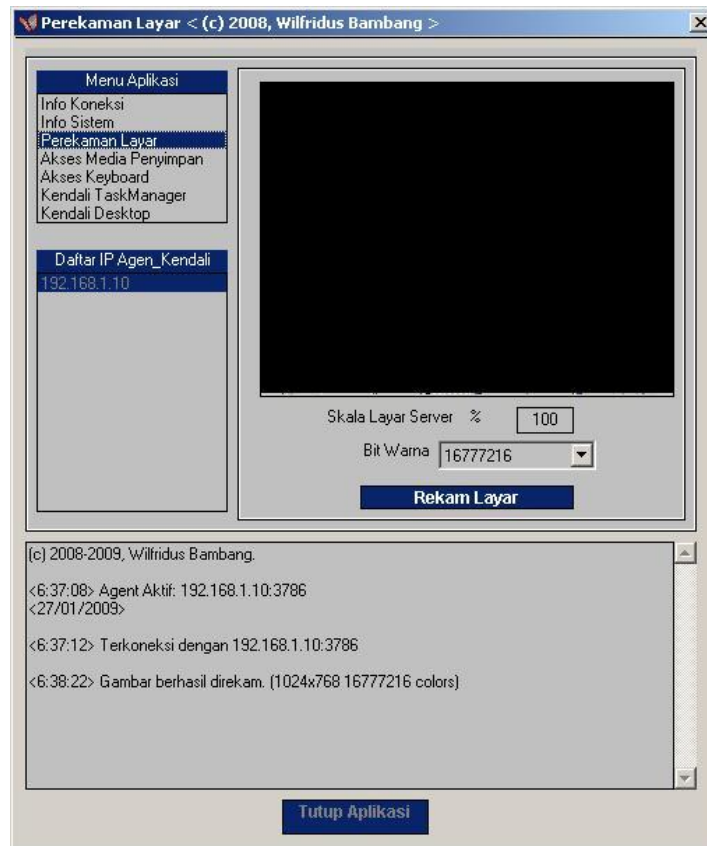 Perekaman Layar < (c) 2008, Wilfridus Bambang >
Menu Aplikasi
Info Koneksi
Info Sistem
Perekaman Layar
Akses Media Penyimpan
Akses Keyboard
Kendali TaskManager
Kendali Desktop
Daftar IP Agen_Kendali
192.168.1.10
Skala Layar Server % 100
Bit Warna 16777216
Rekam Layar
(c) 2008-2009, Wilfridus Bambang.
<6:37:08> Agent Aktif: 192.168.1.10:3786
<27/01/2009>
<6:37:12> Terkoneksi dengan 192.168.1.10:3786
<6:38:22> Gambar berhasil direkam. (1024x768 16777216 colors)
Tutup Aplikasi